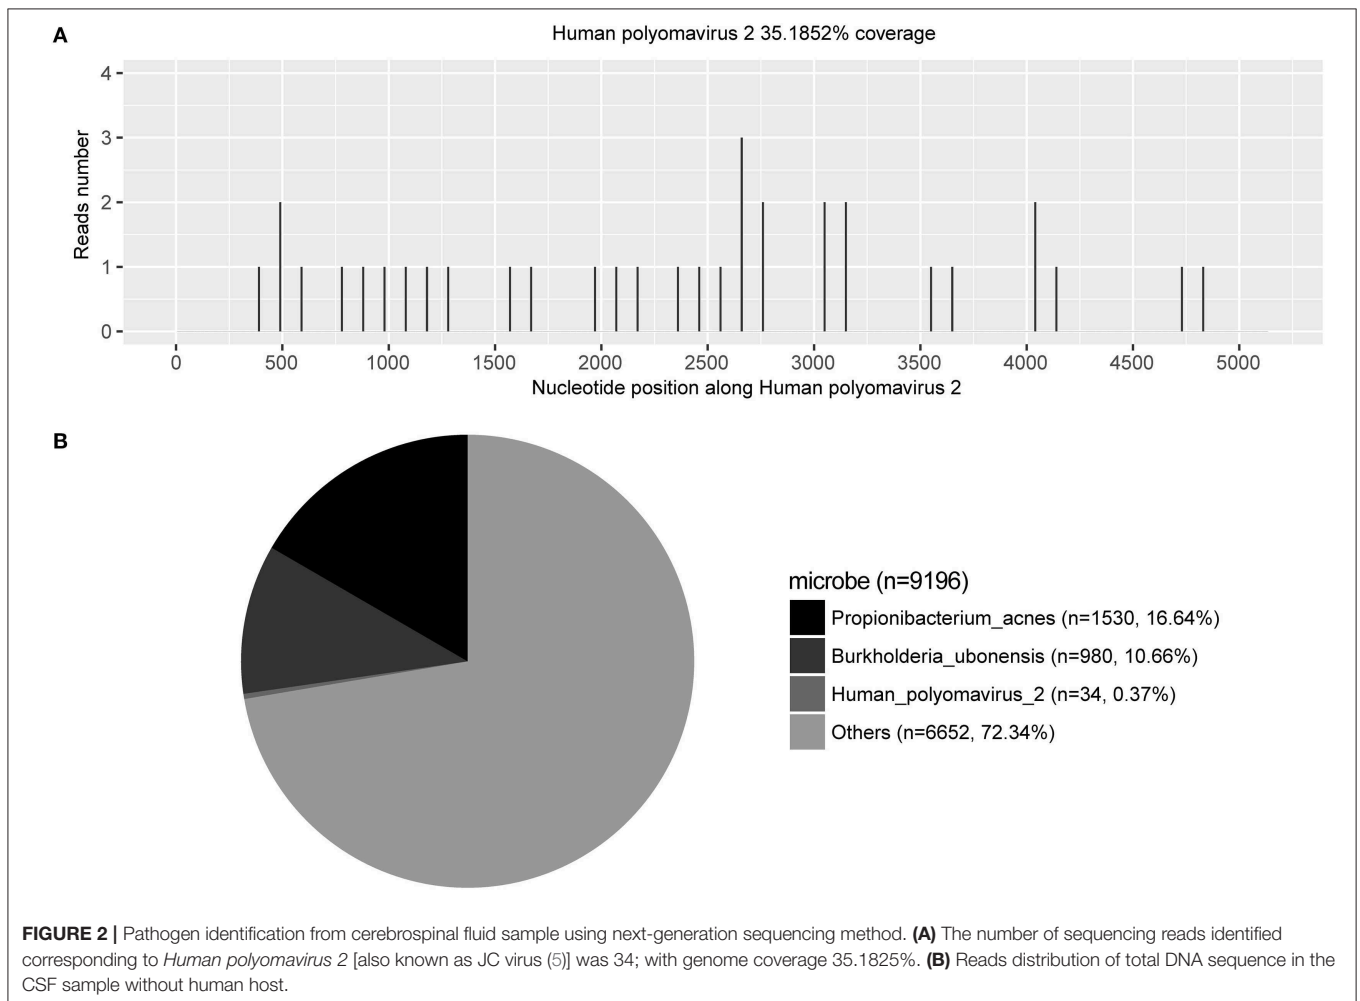 A
Human polyomavirus 2 35.1852% coverage
4
3
2
1
0
Reads number
0 500 1000 1500 2000 2500 3000 3500 4000 4500 5000
Nucleotide position along Human polyomavirus 2
B
microbe (n=9196)
Propionibacterium_acnes (n=1530, 16.64%)
Burkholderia_ubonensis (n=980, 10.66%)
Human_polyomavirus_2 (n=34, 0.37%)
Others (n=6652, 72.34%)
FIGURE 2 | Pathogen identification from cerebrospinal fluid sample using next-generation sequencing method. (A) The number of sequencing reads identified
corresponding to Human polyomavirus 2 [also known as JC virus (5)] was 34; with genome coverage 35.1825%. (B) Reads distribution of total DNA sequence in the
CSF sample without human host.